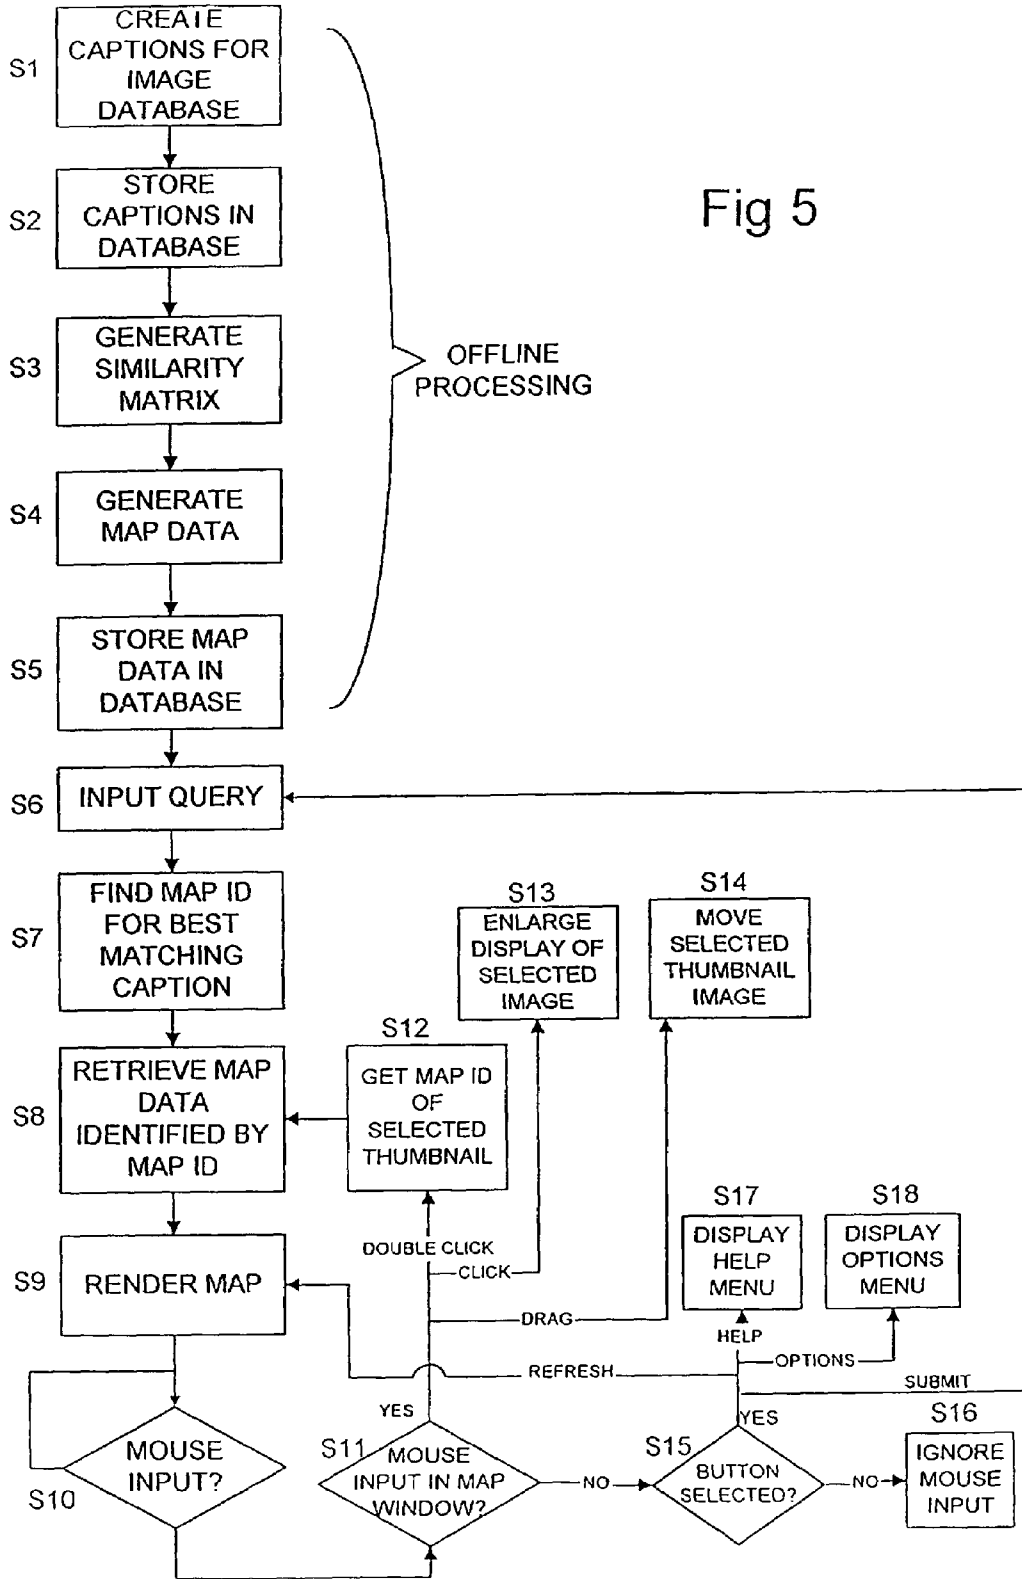 CREATE
CAPTIONS FOR
IMAGE
DATABASE
S1
STORE
CAPTIONS IN
DATABASE
S2
Fig 5
GENERATE
SIMILARITY
MATRIX
S3
OFFLINE
PROCESSING
GENERATE
MAP DATA
S4
STORE MAP
DATA IN
DATABASE
S5
INPUT QUERY
S6
FIND MAP ID
FOR BEST
MATCHING
CAPTION
S7
S13
ENLARGE
DISPLAY OF
SELECTED
IMAGE
S14
MOVE
SELECTED
THUMBNAIL
IMAGE
RETRIEVE MAP
DATA
IDENTIFIED BY
MAP ID
S8
S12
GET MAP ID
OF
SELECTED
THUMBNAIL
DOUBLE CLICK
CLICK
DRAG
S17
DISPLAY
HELP
MENU
S18
DISPLAY
OPTIONS
MENU
RENDER MAP
S9
HELP
OPTIONS
REFRESH
SUBMIT
MOUSE
INPUT?
S10
YES
S11
MOUSE
INPUT IN MAP
WINDOW?
NO
YES
S15
BUTTON
SELECTED?
NO
S16
IGNORE
MOUSE
INPUT